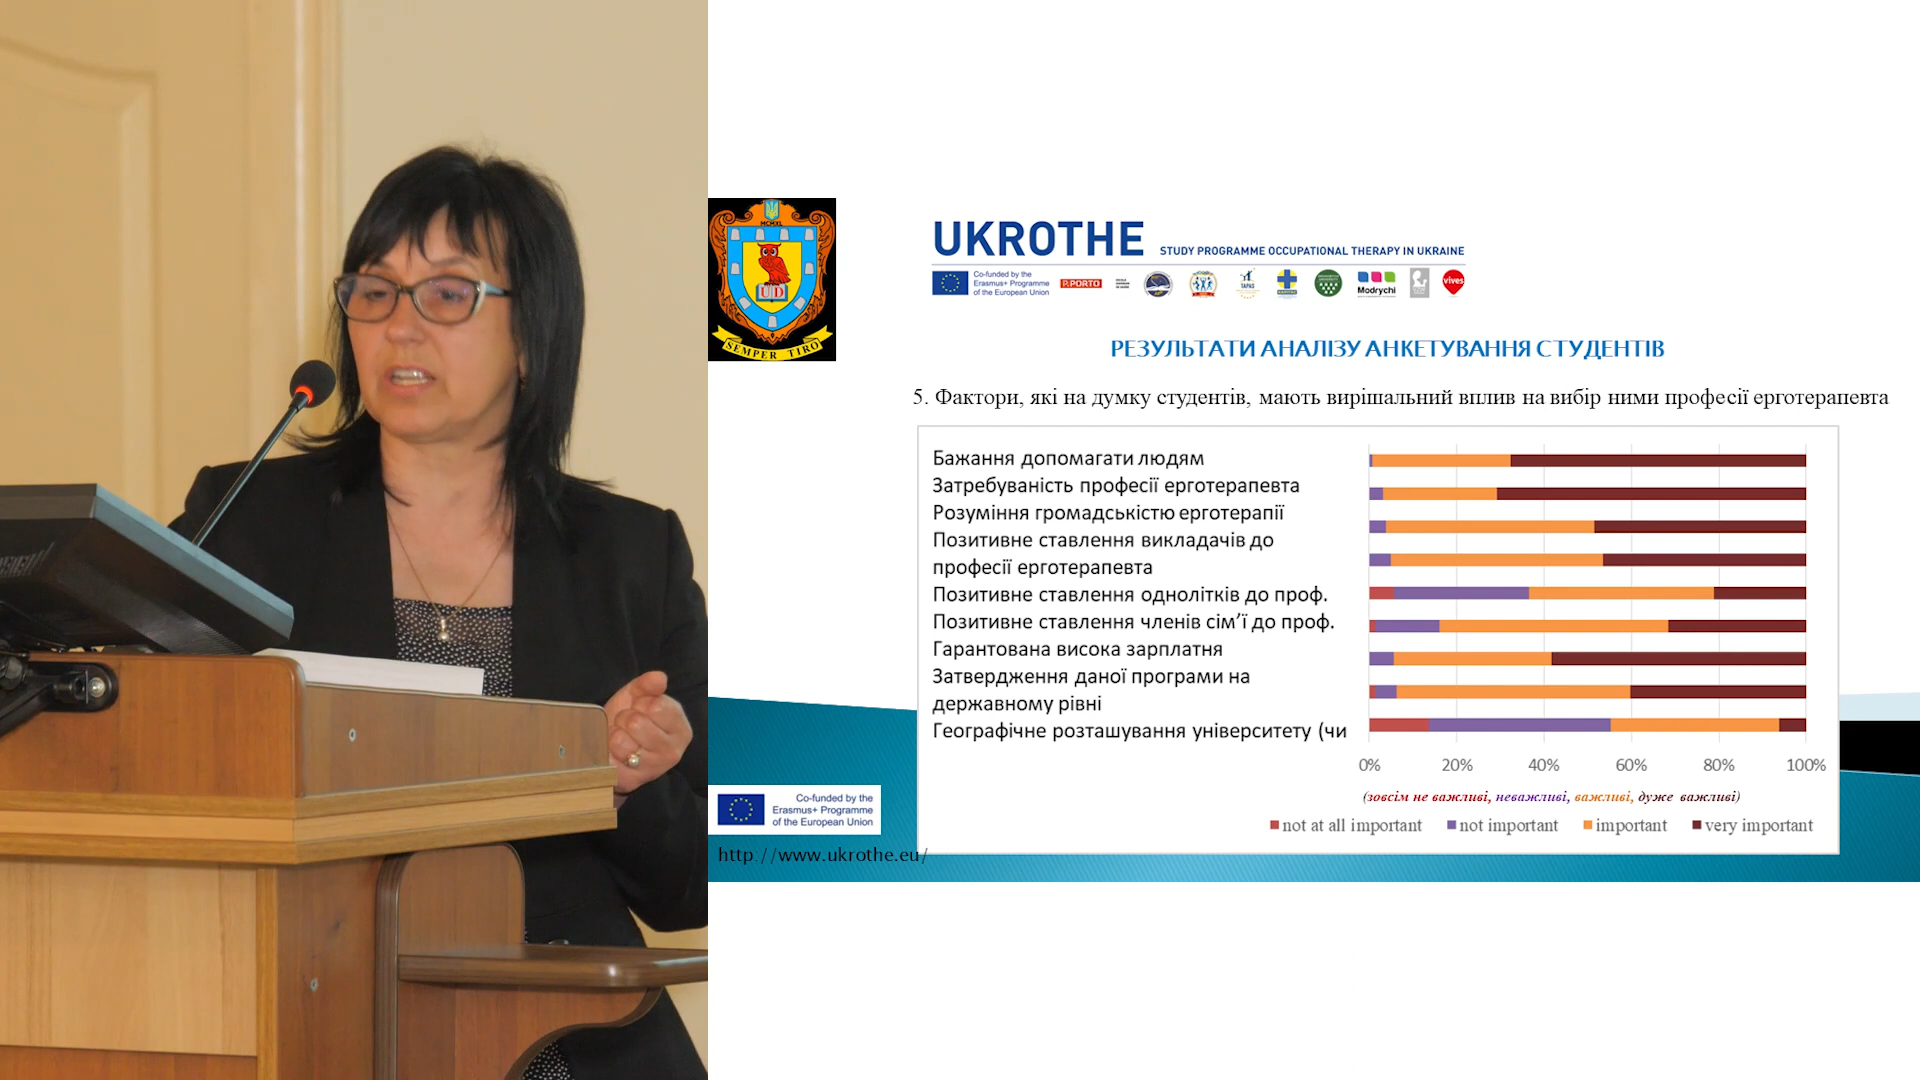 MCMXL
UD
SEMPER TIRO
UKROTHE
STUDY PROGRAMME OCCUPATIONAL THERAPY IN UKRAINE
Co-funded by the
Erasmus+ Programme
of the European Union
P.PORTO
TAPAS
Modrychi
vives
РЕЗУЛЬТАТИ АНАЛІЗУ АНКЕТУВАННЯ СТУДЕНТІВ
5. Фактори, які на думку студентів, мають вирішальний вплив на вибір ними професії ерготерапевта
Бажання допомагати людям
Затребуваність професії ерготерапевта
Розуміння громадськістю ерготерапії
Позитивне ставлення викладачів до
професії ерготерапевта
Позитивне ставлення однолітків до проф.
Позитивне ставлення членів сім’ї до проф.
Гарантована висока зарплатня
Затвердження даної програми на
державному рівні
Географічне розташування університету (чи
0% 20% 40% 60% 80% 100%
(зовсім не важливі, неважливі, важливі, дуже важливі)
not at all important not important important very important
Co-funded by the
Erasmus+ Programme
of the European Union
http://www.ukrothe.eu/